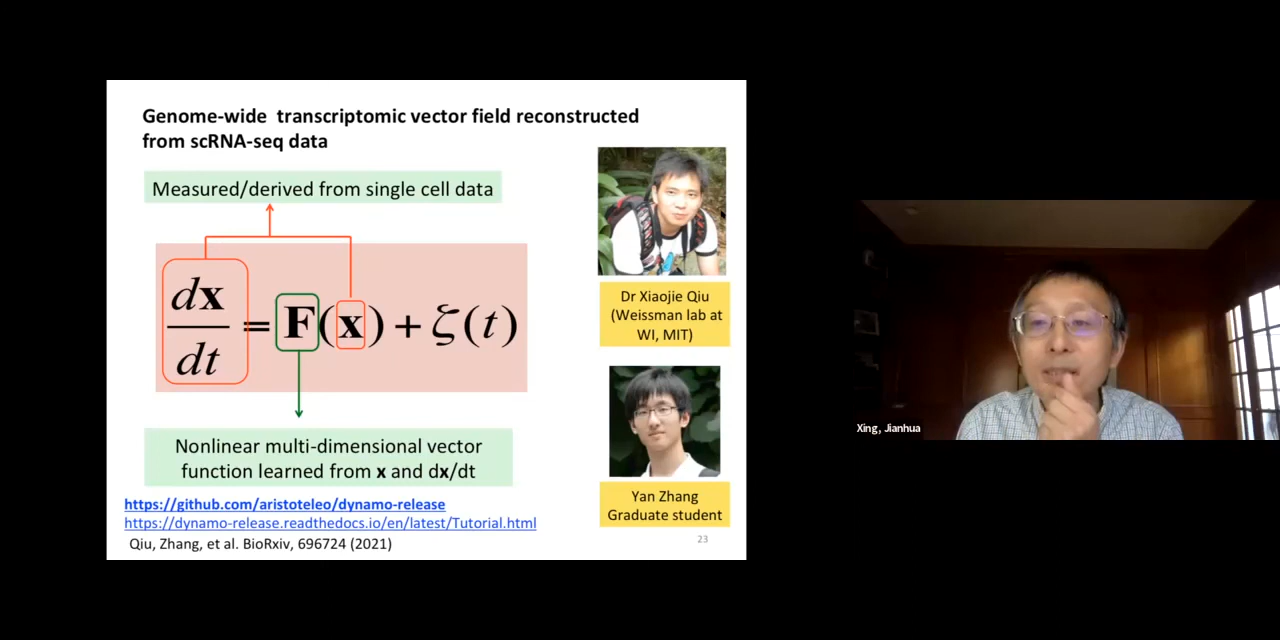 Genome-wide transcriptomic vector field reconstructed
from scRNA-seq data
Measured/derived from single cell data
dx/dt = F(x) + ζ(t)
Nonlinear multi-dimensional vector
function learned from x and dx/dt
https://github.com/aristoteleo/dynamo-release
https://dynamo-release.readthedocs.io/en/latest/Tutorial.html
Qiu, Zhang, et al. BioRxiv, 696724 (2021)
Dr Xiaojie Qiu
(Weissman lab at
WI, MIT)
Yan Zhang
Graduate student
23
Xing, Jianhua